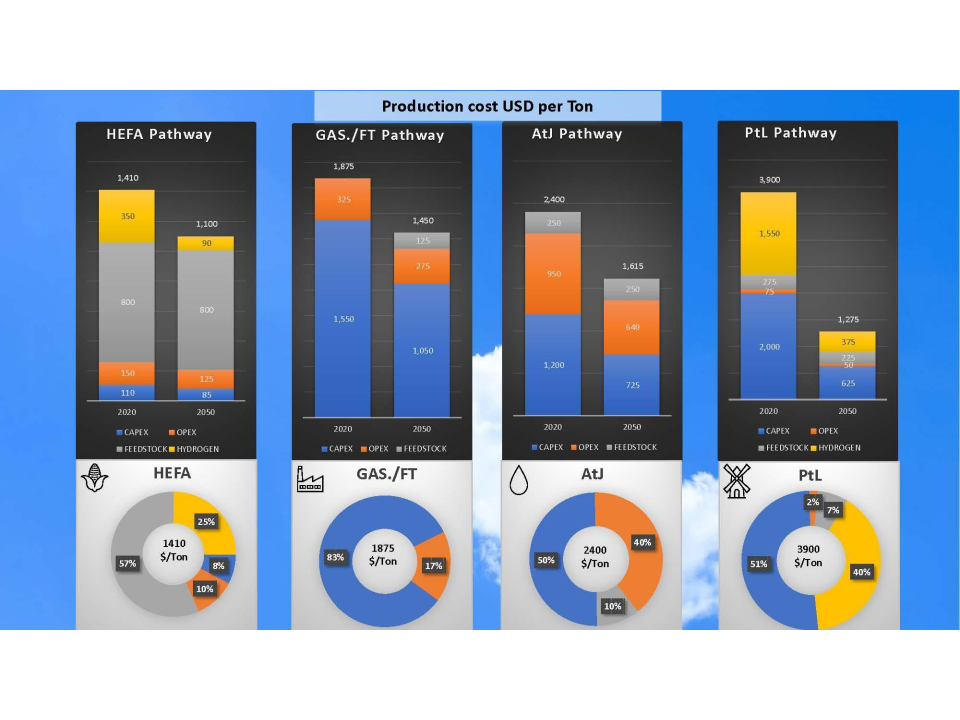 Production cost USD per Ton
HEFA Pathway
1,410
350
800
150
110
1,100
90
800
125
85
2020
2050
CAPEX
OPEX
FEEDSTOCK
HYDROGEN
GAS./FT Pathway
1,875
325
1,550
1,450
125
275
1,050
2020
2050
CAPEX
OPEX
FEEDSTOCK
AtJ Pathway
2,400
250
950
1,200
1,615
250
640
725
2020
2050
CAPEX
OPEX
FEEDSTOCK
PtL Pathway
3,900
1,550
275
75
2,000
1,275
375
225
50
625
2020
2050
CAPEX
OPEX
FEEDSTOCK
HYDROGEN
HEFA
25%
8%
10%
57%
1410
$/Ton
GAS./FT
83%
17%
1875
$/Ton
AtJ
50%
40%
10%
2400
$/Ton
PtL
2%
7%
51%
40%
3900
$/Ton